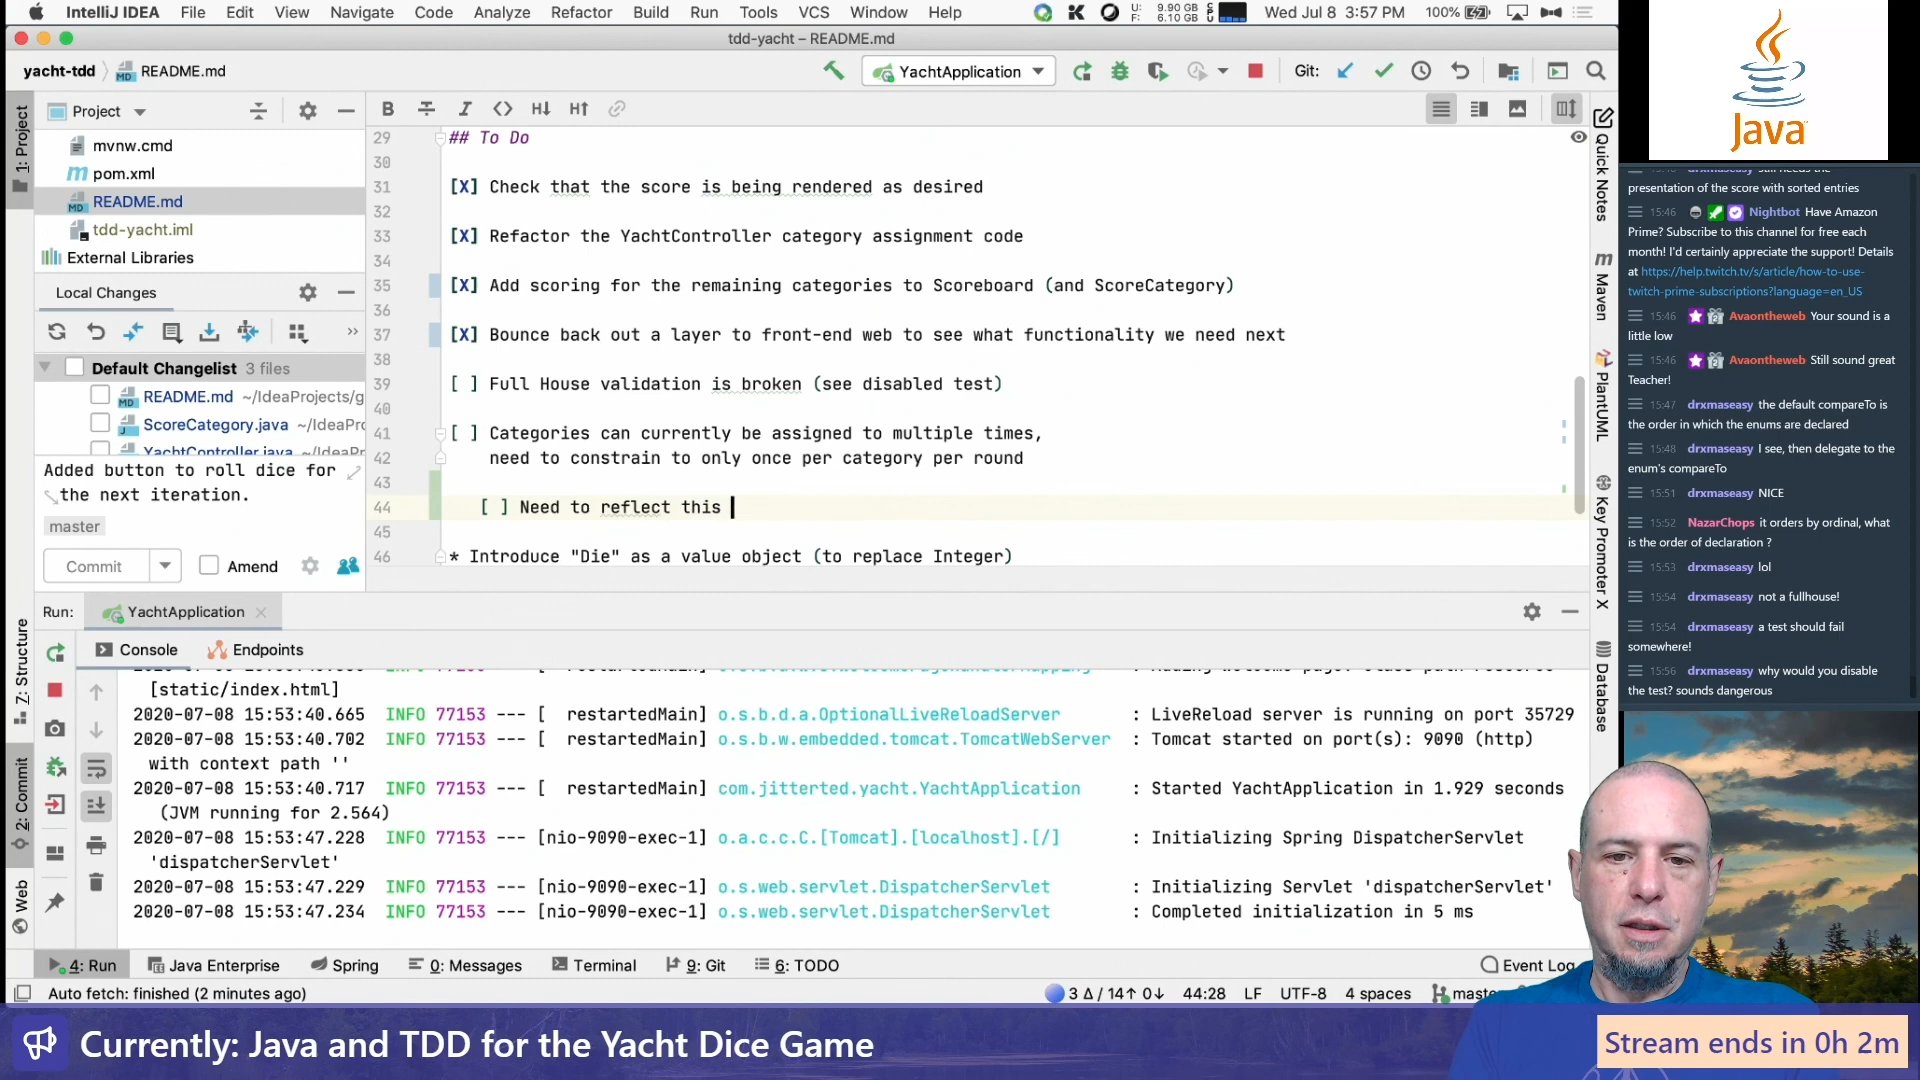 IntelliJ IDEA File Edit View Navigate Code Analyze Refactor Build Run Tools VCS Window Help
U: 9.90 GB
F: 6.10 GB
Wed Jul 8 3:57 PM 100%
tdd-yacht – README.md
yacht-tdd README.md
YachtApplication
Git:
Project
mvnw.cmd
pom.xml
README.md
tdd-yacht.iml
External Libraries
Local Changes
Default Changelist 3 files
README.md ~/IdeaProjects/g
ScoreCategory.java ~/IdeaPr
YachtController.java
Added button to roll dice for
the next iteration.
master
Commit
Amend
1: Project
7: Structure
2: Commit
Web
29 ## To Do
30
31 [X] Check that the score is being rendered as desired
32
33 [X] Refactor the YachtController category assignment code
34
35 [X] Add scoring for the remaining categories to Scoreboard (and ScoreCategory)
36
37 [X] Bounce back out a layer to front-end web to see what functionality we need next
38
39 [ ] Full House validation is broken (see disabled test)
40
41 [ ] Categories can currently be assigned to multiple times,
42 need to constrain to only once per category per round
43
44 [ ] Need to reflect this
45
46 * Introduce "Die" as a value object (to replace Integer)
Quick Notes
Maven
PlantUML
Key Promoter X
Database
Run: YachtApplication
Console Endpoints
[static/index.html]
2020-07-08 15:53:40.665 INFO 77153 --- [ restartedMain] o.s.b.d.a.OptionalLiveReloadServer : LiveReload server is running on port 35729
2020-07-08 15:53:40.702 INFO 77153 --- [ restartedMain] o.s.b.w.embedded.tomcat.TomcatWebServer : Tomcat started on port(s): 9090 (http)
with context path ''
2020-07-08 15:53:40.717 INFO 77153 --- [ restartedMain] com.jitterted.yacht.YachtApplication : Started YachtApplication in 1.929 seconds
(JVM running for 2.564)
2020-07-08 15:53:47.228 INFO 77153 --- [nio-9090-exec-1] o.a.c.c.C.[Tomcat].[localhost].[/] : Initializing Spring DispatcherServlet
'dispatcherServlet'
2020-07-08 15:53:47.229 INFO 77153 --- [nio-9090-exec-1] o.s.web.servlet.DispatcherServlet : Initializing Servlet 'dispatcherServlet'
2020-07-08 15:53:47.234 INFO 77153 --- [nio-9090-exec-1] o.s.web.servlet.DispatcherServlet : Completed initialization in 5 ms
4: Run Java Enterprise Spring 0: Messages Terminal 9: Git 6: TODO Event Log
Auto fetch: finished (2 minutes ago)
3 Δ / 14↑ 0↓ 44:28 LF UTF-8 4 spaces
Java
presentation of the score with sorted entries
15:46 Nightbot Have Amazon
Prime? Subscribe to this channel for free each
month! I'd certainly appreciate the support! Details
at https://help.twitch.tv/s/article/how-to-use-
twitch-prime-subscriptions?language=en_US
15:46 Avaontheweb Your sound is a
little low
15:46 Avaontheweb Still sound great
Teacher!
15:47 drxmaseasy the default compareTo is
the order in which the enums are declared
15:48 drxmaseasy I see, then delegate to the
enum's compareTo
15:51 drxmaseasy NICE
15:52 NazarChops it orders by ordinal, what
is the order of declaration ?
15:53 drxmaseasy lol
15:54 drxmaseasy not a fullhouse!
15:54 drxmaseasy a test should fail
somewhere!
15:56 drxmaseasy why would you disable
the test? sounds dangerous
Currently: Java and TDD for the Yacht Dice Game
Stream ends in 0h 2m